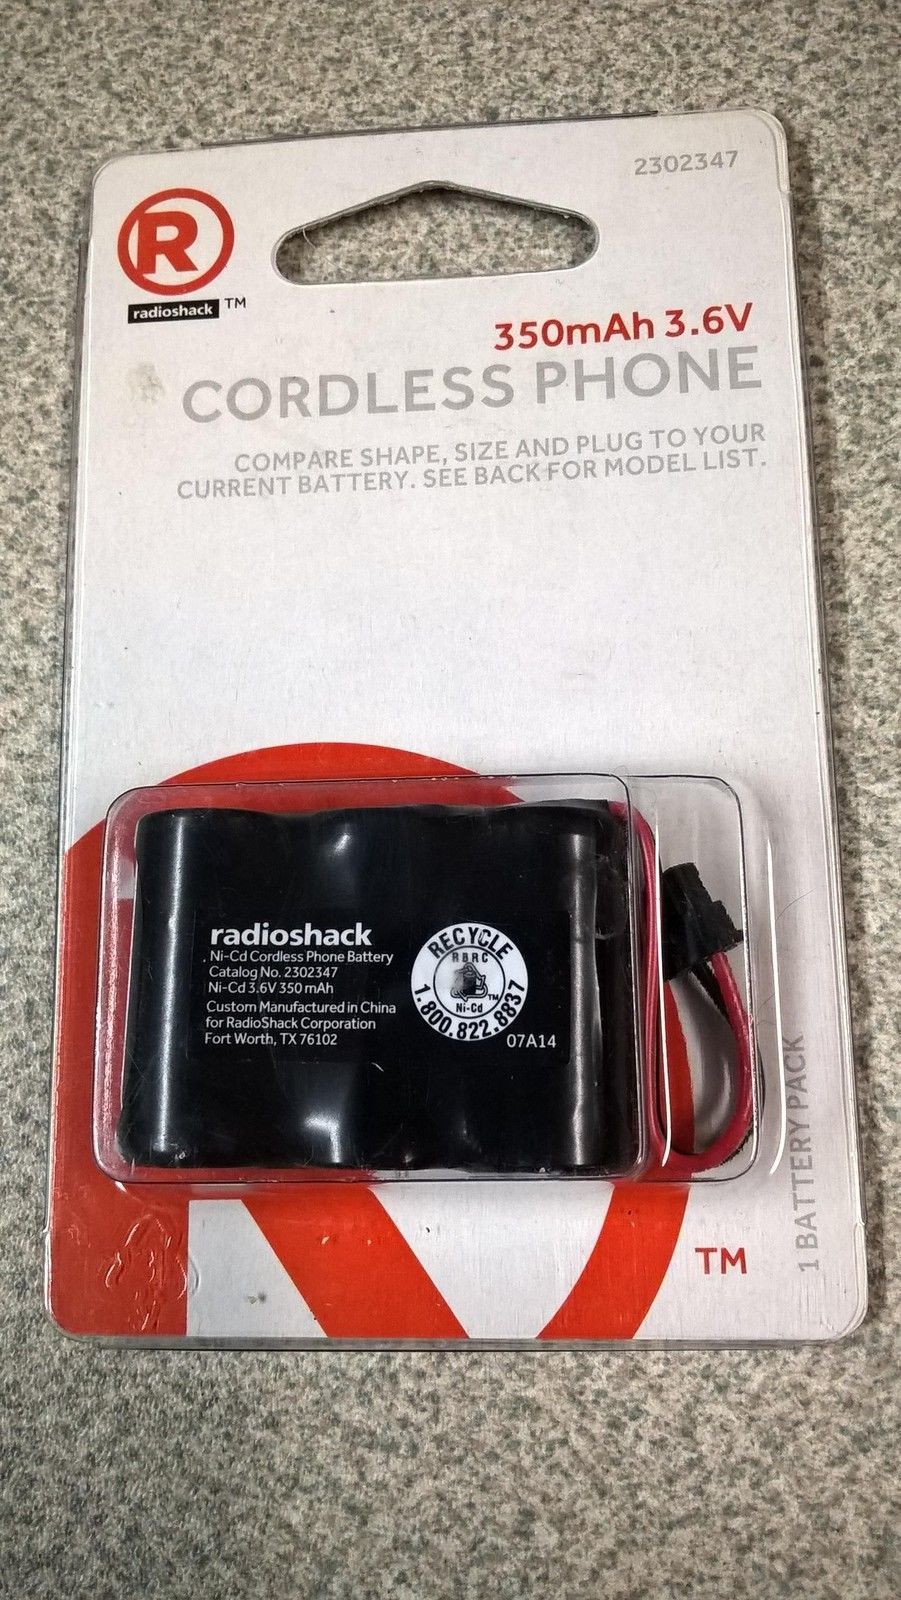 2302347
R
radioshack ™
350mAh 3.6V
CORDLESS PHONE
COMPARE SHAPE, SIZE AND PLUG TO YOUR
CURRENT BATTERY. SEE BACK FOR MODEL LIST.
radioshack
Ni-Cd Cordless Phone Battery
Catalog No. 2302347
Ni-Cd 3.6V 350 mAh
Custom Manufactured in China
for RadioShack Corporation
Fort Worth, TX 76102
RECYCLE
RBRC
™
Ni-Cd
1.800.822.8837
07A14
1 BATTERY PACK
TM